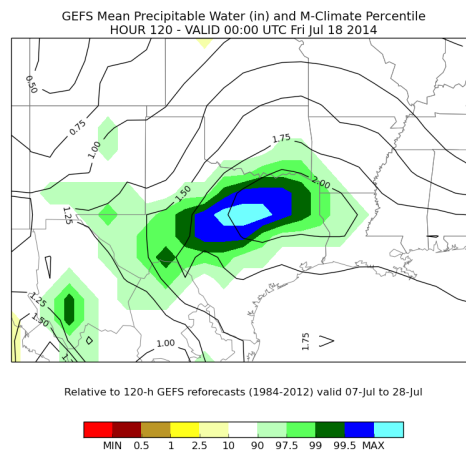 GEFS Mean Precipitable Water (in) and M-Climate Percentile
HOUR 120 - VALID 00:00 UTC Fri Jul 18 2014
0.50
0.75
1.00
1.75
1.50
2.00
1.25
1.25
1.50
1.00
1.75
Relative to 120-h GEFS reforecasts (1984-2012) valid 07-Jul to 28-Jul
MIN 0.5 1 2.5 10 90 97.5 99 99.5 MAX